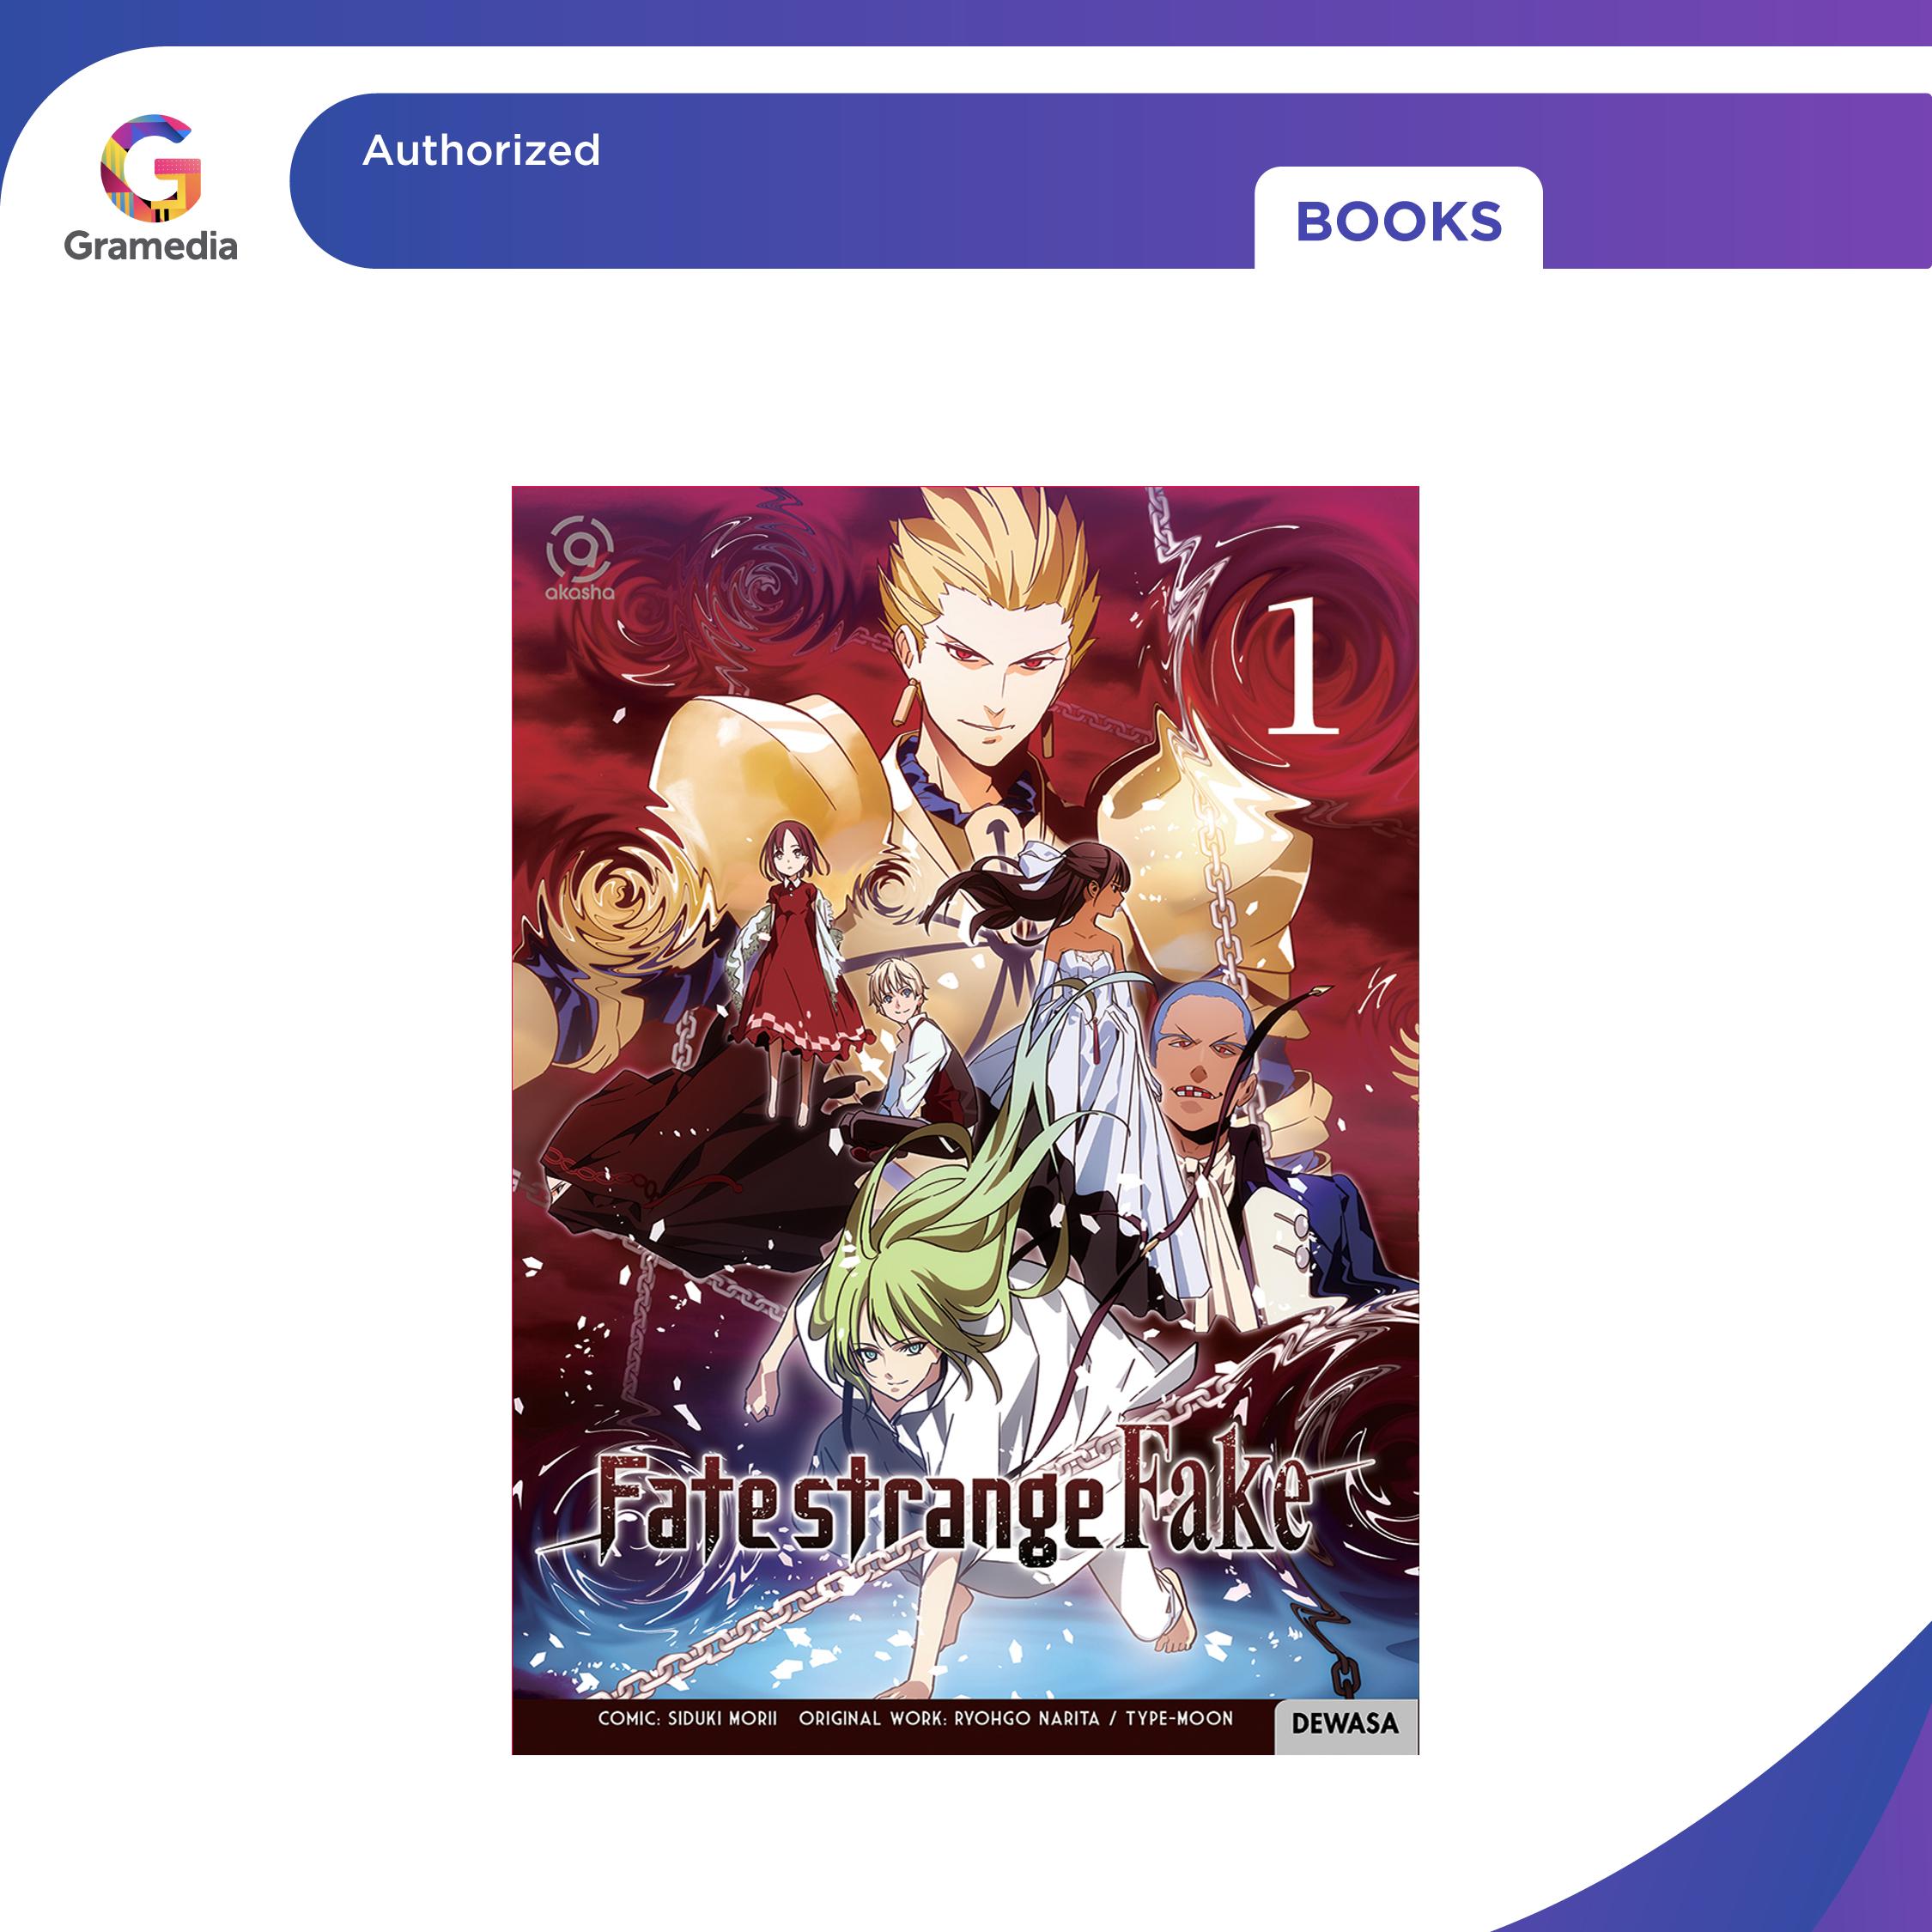 Gramedia
Authorized
BOOKS
akasha
1
Fate strange Fake
COMIC: SIDUKI MORII ORIGINAL WORK: RYOHGO NARITA / TYPE-MOON
DEWASA